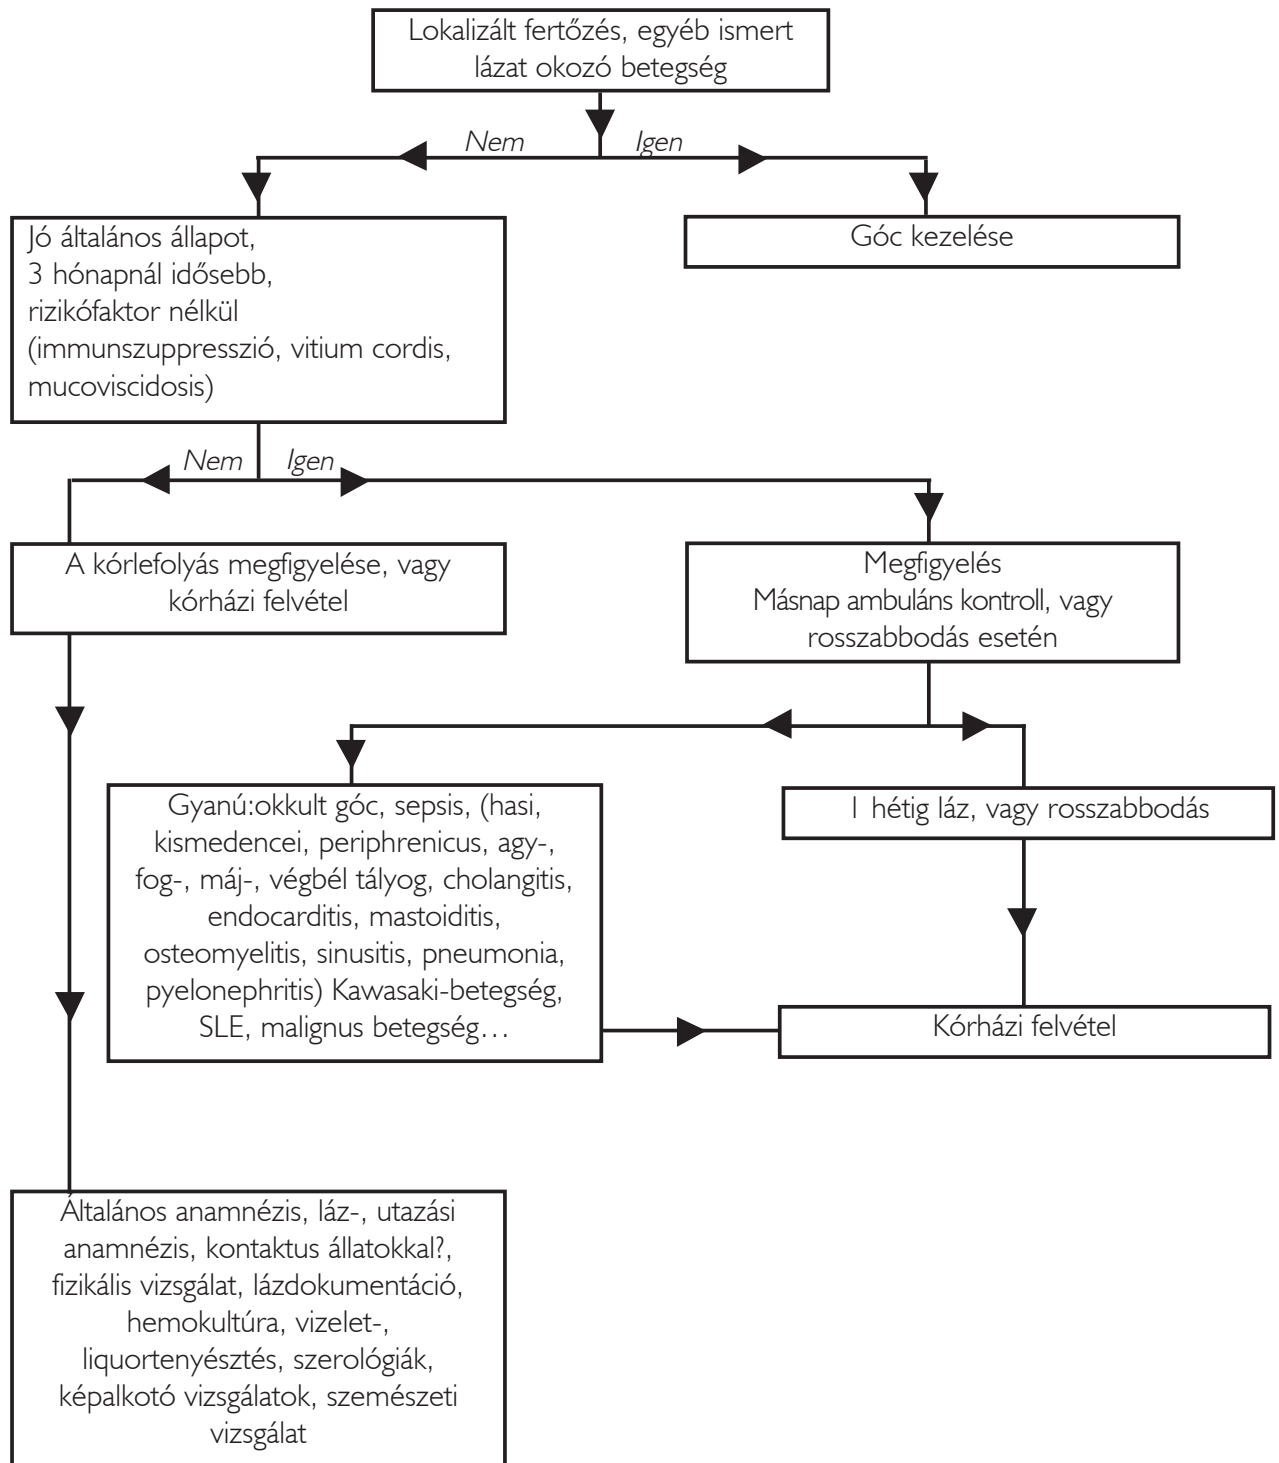 Lokalizált fertőzés, egyéb ismert
lázat okozó betegség
Nem
Igen
Jó általános állapot,
3 hónapnál idősebb,
rizikófaktor nélkül
(immunszuppresszió, vitium cordis,
mucoviscidosis)
Góc kezelése
Nem
Igen
A kórlefolyás megfigyelése, vagy
kórházi felvétel
Megfigyelés
Másnap ambuláns kontroll, vagy
rosszabbodás esetén
Gyanú:okkult góc, sepsis, (hasi,
kismedencei, periphrenicus, agy-,
fog-, máj-, végbél tályog, cholangitis,
endocarditis, mastoiditis,
osteomyelitis, sinusitis, pneumonia,
pyelonephritis) Kawasaki-betegség,
SLE, malignus betegség…
1 hétig láz, vagy rosszabbodás
Kórházi felvétel
Általános anamnézis, láz-, utazási
anamnézis, kontaktus állatokkal?,
fizikális vizsgálat, lázdokumentáció,
hemokultúra, vizelet-,
liquortenyésztés, szerológiák,
képalkotó vizsgálatok, szemészeti
vizsgálat